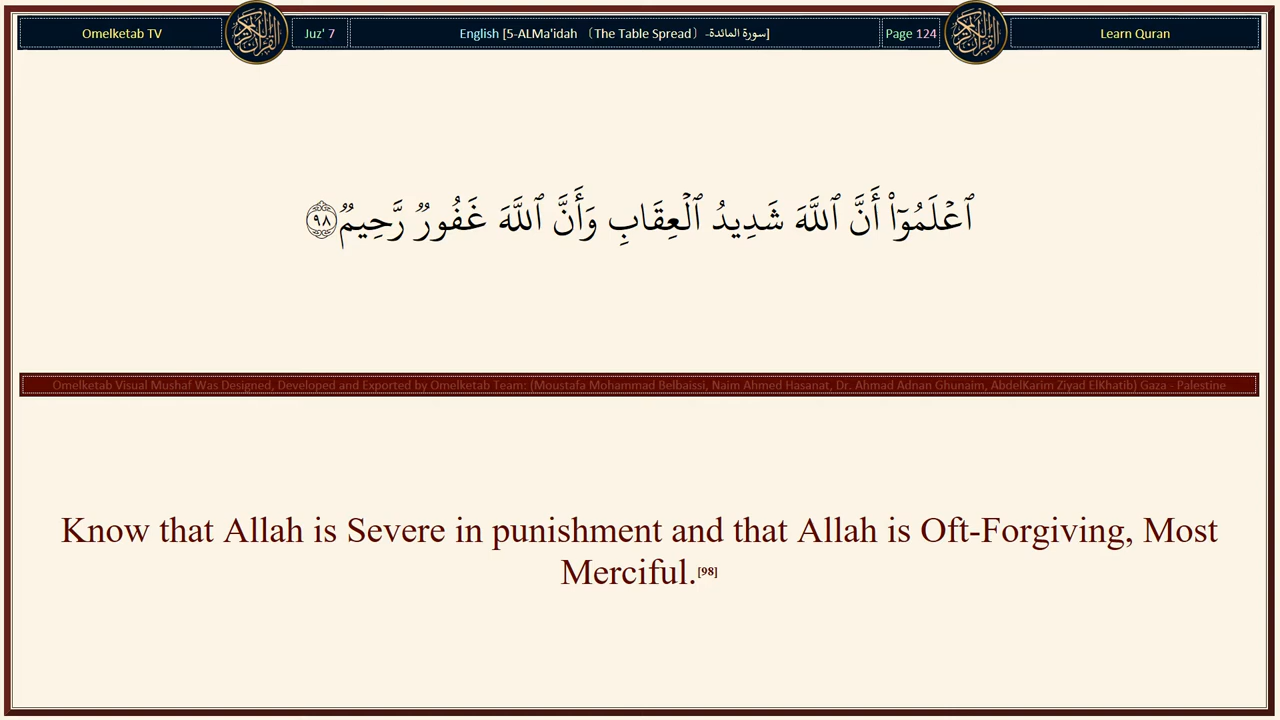 Omelketab TV
Juz' 7
English [5-ALMa'idah (The Table Spread) -سورة المائدة]
Page 124
Learn Quran
ٱعۡلَمُوٓاْ أَنَّ ٱللَّهَ شَدِيدُ ٱلۡعِقَابِ وَأَنَّ ٱللَّهَ غَفُورٞ رَّحِيمٞ ٩٨
Omelketab Visual Mushaf Was Designed, Developed and Exported by Omelketab Team: (Moustafa Mohammad Belbaissi, Naim Ahmed Hasanat, Dr. Ahmad Adnan Ghunaim, AbdelKarim Ziyad ElKhatib) Gaza - Palestine
Know that Allah is Severe in punishment and that Allah is Oft-Forgiving, Most
Merciful.[98]